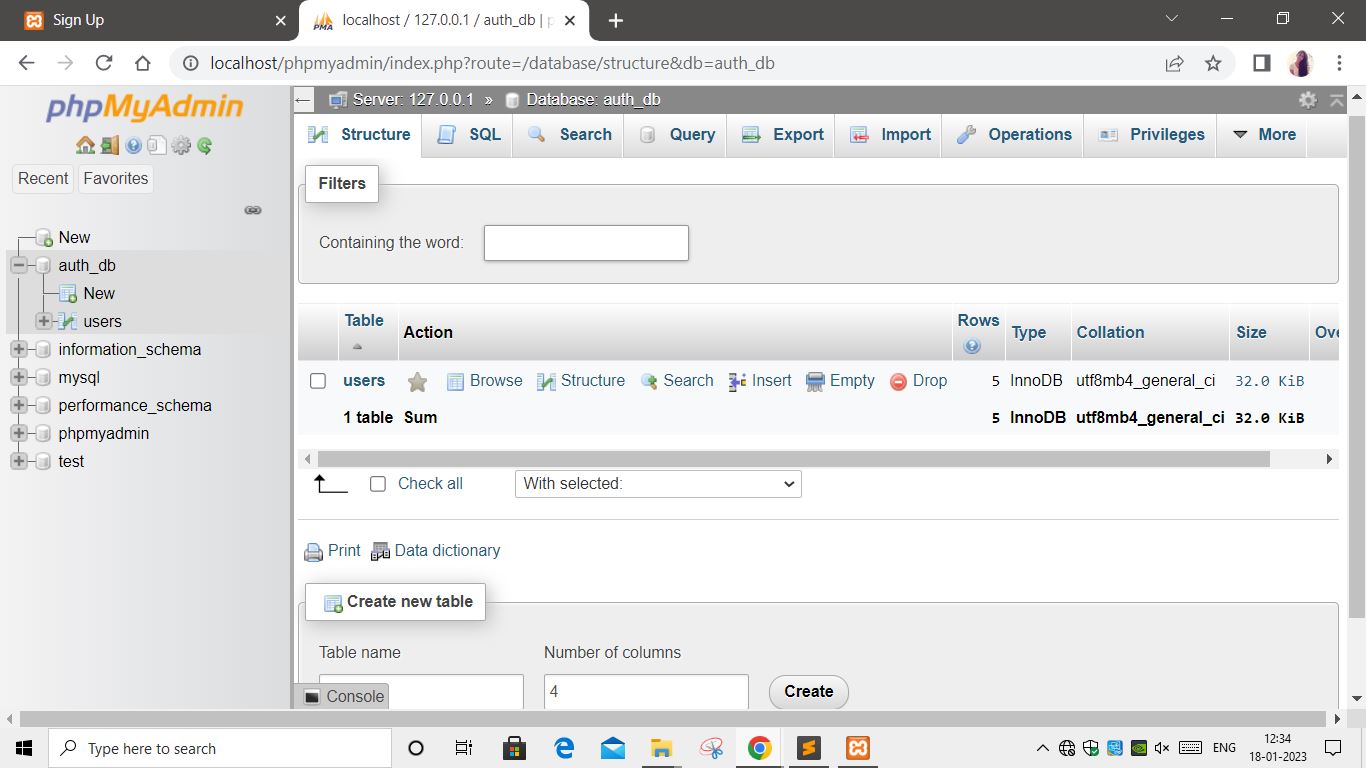 Sign Up
localhost / 127.0.0.1 / auth_db | p
localhost/phpmyadmin/index.php?route=/database/structure&db=auth_db
phpMyAdmin
Recent Favorites
New
auth_db
New
users
information_schema
mysql
performance_schema
phpmyadmin
test
Server: 127.0.0.1 » Database: auth_db
Structure SQL Search Query Export Import Operations Privileges More
Filters
Containing the word:
Table Action Rows Type Collation Size Ove
users Browse Structure Search Insert Empty Drop 5 InnoDB utf8mb4_general_ci 32.0 KiB
1 table Sum 5 InnoDB utf8mb4_general_ci 32.0 KiB
Check all With selected:
Print Data dictionary
Create new table
Table name Number of columns
4 Create
Console
Type here to search
ENG
12:34
18-01-2023